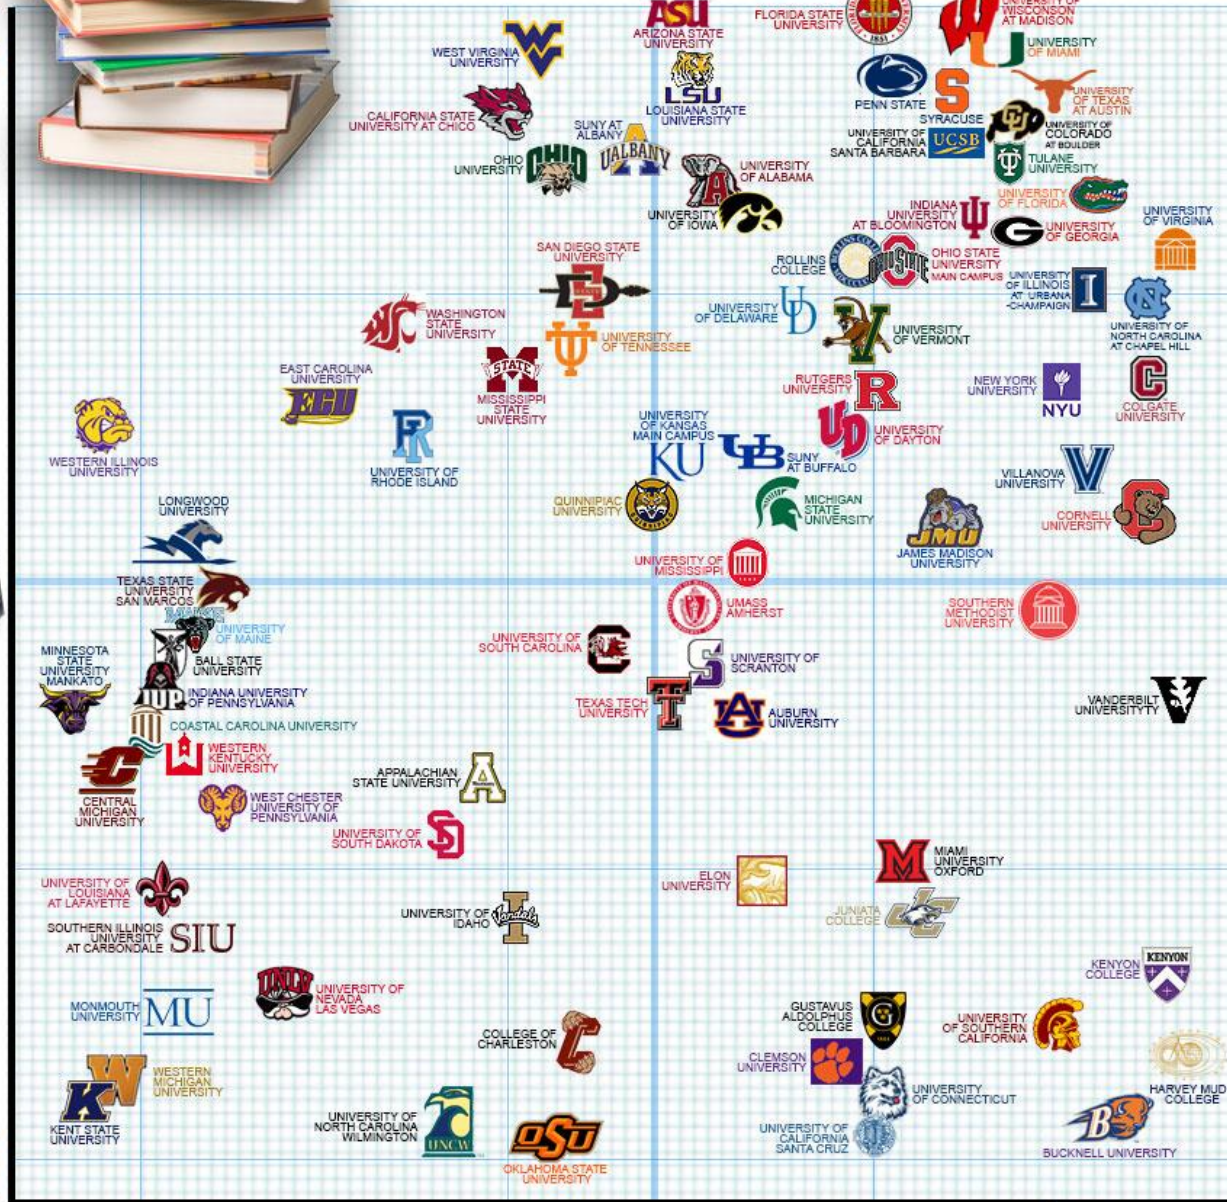 UNIVERSITY OF
WISCONSON
AT MADISON
FLORIDA STATE
UNIVERSITY
ASU
ARIZONA STATE
UNIVERSITY
WEST VIRGINIA
UNIVERSITY
UNIVERSITY
OF MIAMI
LSU
LOUISIANA STATE
UNIVERSITY
PENN STATE
S
SYRACUSE
UNIVERSITY
OF TEXAS
AT AUSTIN
CALIFORNIA STATE
UNIVERSITY AT CHICO
SUNY AT
ALBANY
UALBANY
UNIVERSITY OF
CALIFORNIA
SANTA BARBARA
UCSB
CU
UNIVERSITY OF
COLORADO
AT BOULDER
OHIO
UNIVERSITY
OHIO
A
UNIVERSITY
OF ALABAMA
TULANE
UNIVERSITY
UNIVERSITY
OF IOWA
UNIVERSITY
OF FLORIDA
INDIANA
UNIVERSITY
AT BLOOMINGTON
G
UNIVERSITY
OF GEORGIA
UNIVERSITY
OF VIRGINIA
SAN DIEGO STATE
UNIVERSITY
ROLLINS
COLLEGE
OHIO STATE
OHIO STATE
UNIVERSITY
MAIN CAMPUS
UNIVERSITY
OF ILLINOIS
AT URBANA
-CHAMPAIGN
I
UNIVERSITY OF
NORTH CAROLINA
AT CHAPEL HILL
WASHINGTON
STATE
UNIVERSITY
UNIVERSITY
OF TENNESSEE
UNIVERSITY
OF DELAWARE
UD
V
UNIVERSITY
OF VERMONT
EAST CAROLINA
UNIVERSITY
ECU
M
STATE
MISSISSIPPI
STATE
UNIVERSITY
RUTGERS
UNIVERSITY
R
NEW YORK
UNIVERSITY
NYU
C
COLGATE
UNIVERSITY
WESTERN ILLINOIS
UNIVERSITY
UNIVERSITY OF
RHODE ISLAND
UNIVERSITY
OF KANSAS
MAIN CAMPUS
KU
UB
SUNY
AT BUFFALO
UD
UNIVERSITY
OF DAYTON
VILLANOVA
UNIVERSITY
V
LONGWOOD
UNIVERSITY
QUINNIPIAC
UNIVERSITY
MICHIGAN
STATE
UNIVERSITY
JMU
JAMES MADISON
UNIVERSITY
CORNELL
UNIVERSITY
C
UNIVERSITY OF
MISSISSIPPI
TEXAS STATE
UNIVERSITY
SAN MARCOS
UMASS
AMHERST
SOUTHERN
METHODIST
UNIVERSITY
UNIVERSITY
OF MAINE
MINNESOTA
STATE
UNIVERSITY
MANKATO
BALL STATE
UNIVERSITY
UNIVERSITY OF
SOUTH CAROLINA
C
S
UNIVERSITY OF
SCRANTON
IUP
INDIANA UNIVERSITY
OF PENNSYLVANIA
TEXAS TECH
UNIVERSITY
T
AU
AUBURN
UNIVERSITY
VANDERBILT
UNIVERSITYTY
V
COASTAL CAROLINA UNIVERSITY
C
CENTRAL
MICHIGAN
UNIVERSITY
WESTERN
KENTUCKY
UNIVERSITY
APPALACHIAN
STATE UNIVERSITY
A
WEST CHESTER
UNIVERSITY OF
PENNSYLVANIA
UNIVERSITY OF
SOUTH DAKOTA
SD
M
MIAMI
UNIVERSITY
OXFORD
UNIVERSITY OF
LOUISIANA
AT LAFAYETTE
ELON
UNIVERSITY
UNIVERSITY OF
IDAHO
I
Vandals
JUNIATA
COLLEGE
JC
SOUTHERN ILLINOIS
UNIVERSITY
AT CARBONDALE
SIU
KENYON
COLLEGE
KENYON
MONMOUTH
UNIVERSITY
MU
UNLV
UNIVERSITY OF
NEVADA
LAS VEGAS
COLLEGE OF
CHARLESTON
C
GUSTAVUS
ADOLPHUS
COLLEGE
G
UNIVERSITY
OF SOUTHERN
CALIFORNIA
CLEMSON
UNIVERSITY
HARVEY MUD
COLLEGE
W
WESTERN
MICHIGAN
UNIVERSITY
K
KENT STATE
UNIVERSITY
UNIVERSITY
OF CONNECTICUT
UNIVERSITY OF
NORTH CAROLINA
WILMINGTON
UNCW
OSU
OKLAHOMA STATE
UNIVERSITY
UNIVERSITY OF
CALIFORNIA
SANTA CRUZ
B
BUCKNELL UNIVERSITY